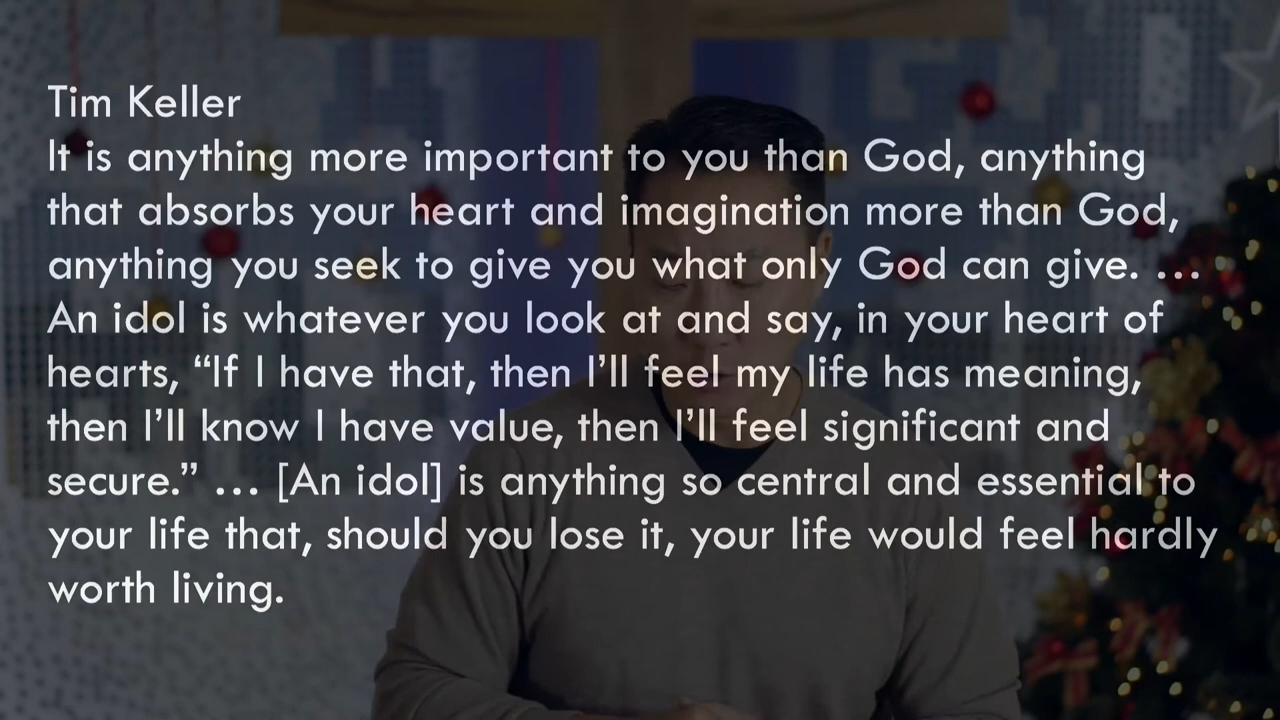 Tim Keller
It is anything more important to you than God, anything
that absorbs your heart and imagination more than God,
anything you seek to give you what only God can give. …
An idol is whatever you look at and say, in your heart of
hearts, “If I have that, then I’ll feel my life has meaning,
then I’ll know I have value, then I’ll feel significant and
secure.” … [An idol] is anything so central and essential to
your life that, should you lose it, your life would feel hardly
worth living.